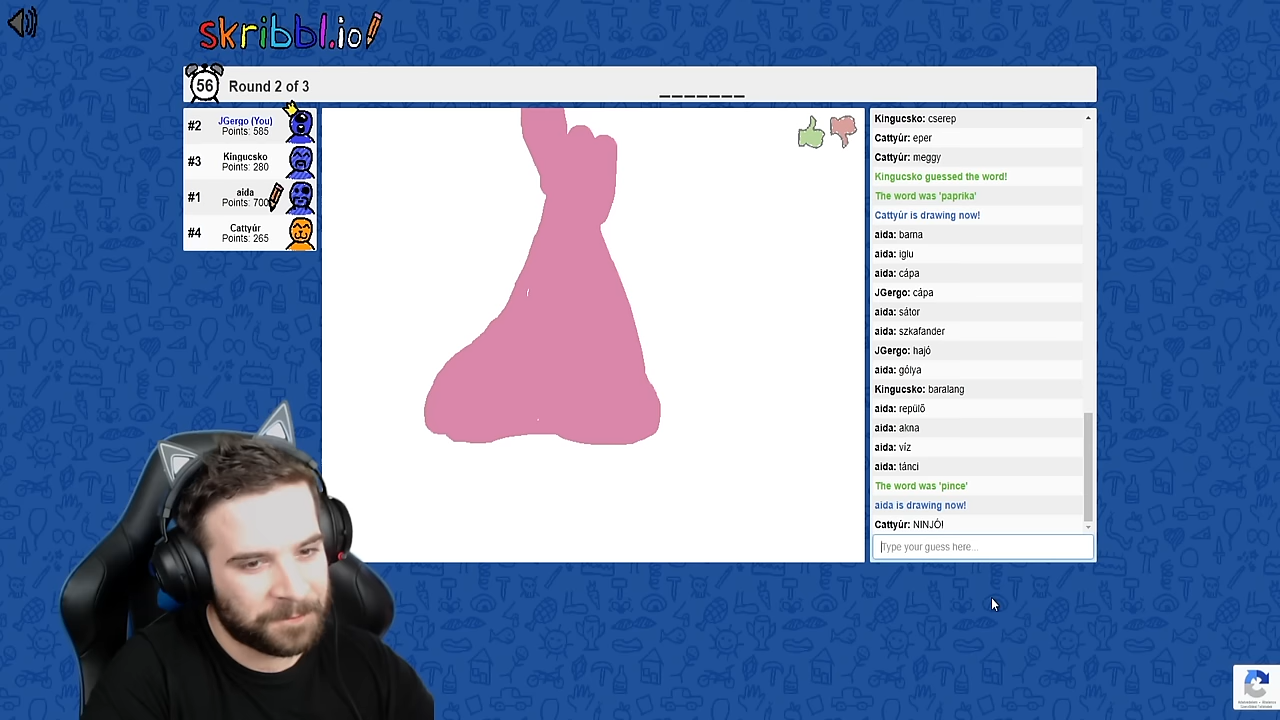 skribbl.io!
56
Round 2 of 3
_______
#2
JGergo (You)
Points: 585
#3
Kingucsko
Points: 280
#1
aida
Points: 700
#4
Cattyúr
Points: 265
Kingucsko: cserep
Cattyúr: eper
Cattyúr: meggy
Kingucsko guessed the word!
The word was 'paprika'
Cattyúr is drawing now!
aida: barna
aida: iglu
aida: cápa
JGergo: cápa
aida: sátor
aida: szkafander
JGergo: hajó
aida: gólya
Kingucsko: baralang
aida: repülő
aida: akna
aida: víz
aida: tánci
The word was 'pince'
aida is drawing now!
Cattyúr: NINJÓ!
Type your guess here...